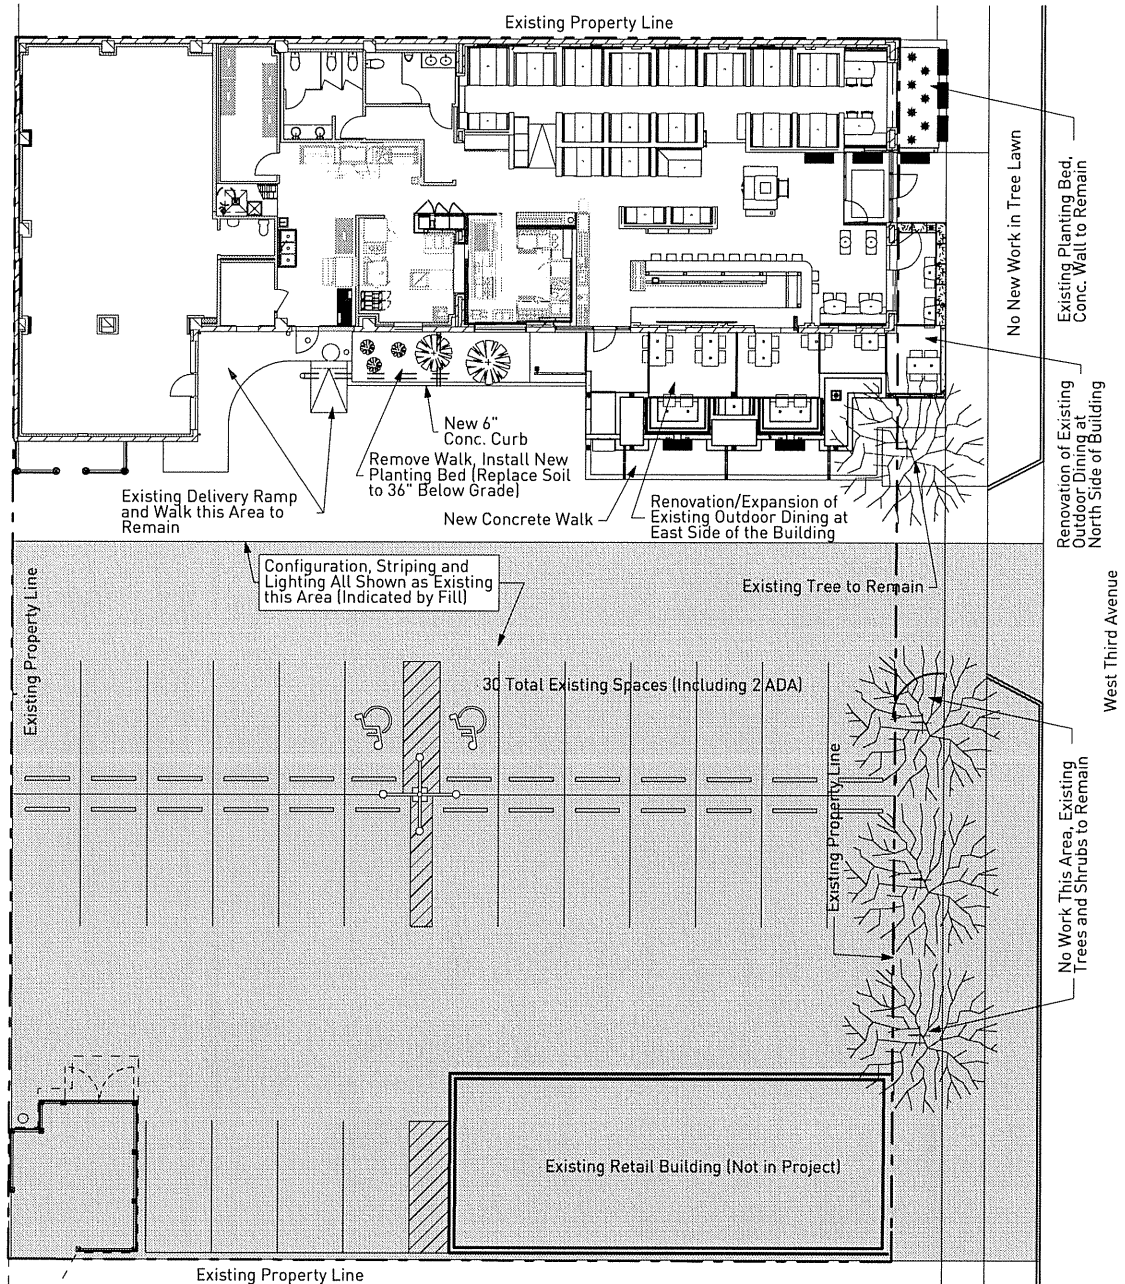 Existing Property Line
No New Work in Tree Lawn
Existing Planting Bed,
Conc. Wall to Remain
New 6"
Conc. Curb
Remove Walk, Install New
Planting Bed (Replace Soil
to 36" Below Grade)
Existing Delivery Ramp
and Walk this Area to
Remain
New Concrete Walk
Renovation/Expansion of
Existing Outdoor Dining at
East Side of the Building
Renovation of Existing
Outdoor Dining at
North Side of Building
Configuration, Striping and
Lighting All Shown as Existing
this Area (Indicated by Fill)
Existing Tree to Remain
Existing Property Line
West Third Avenue
30 Total Existing Spaces (Including 2 ADA)
Existing Property Line
No Work This Area, Existing
Trees and Shrubs to Remain
Existing Retail Building (Not in Project)
Existing Property Line